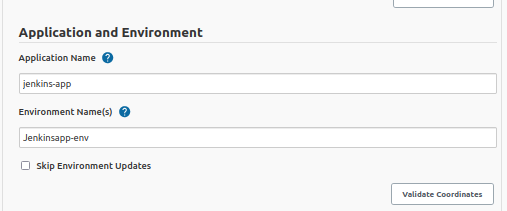 Application and Environment
Application Name ?
jenkins-app
Environment Name(s) ?
Jenkinsapp-env
Skip Environment Updates
Validate Coordinates